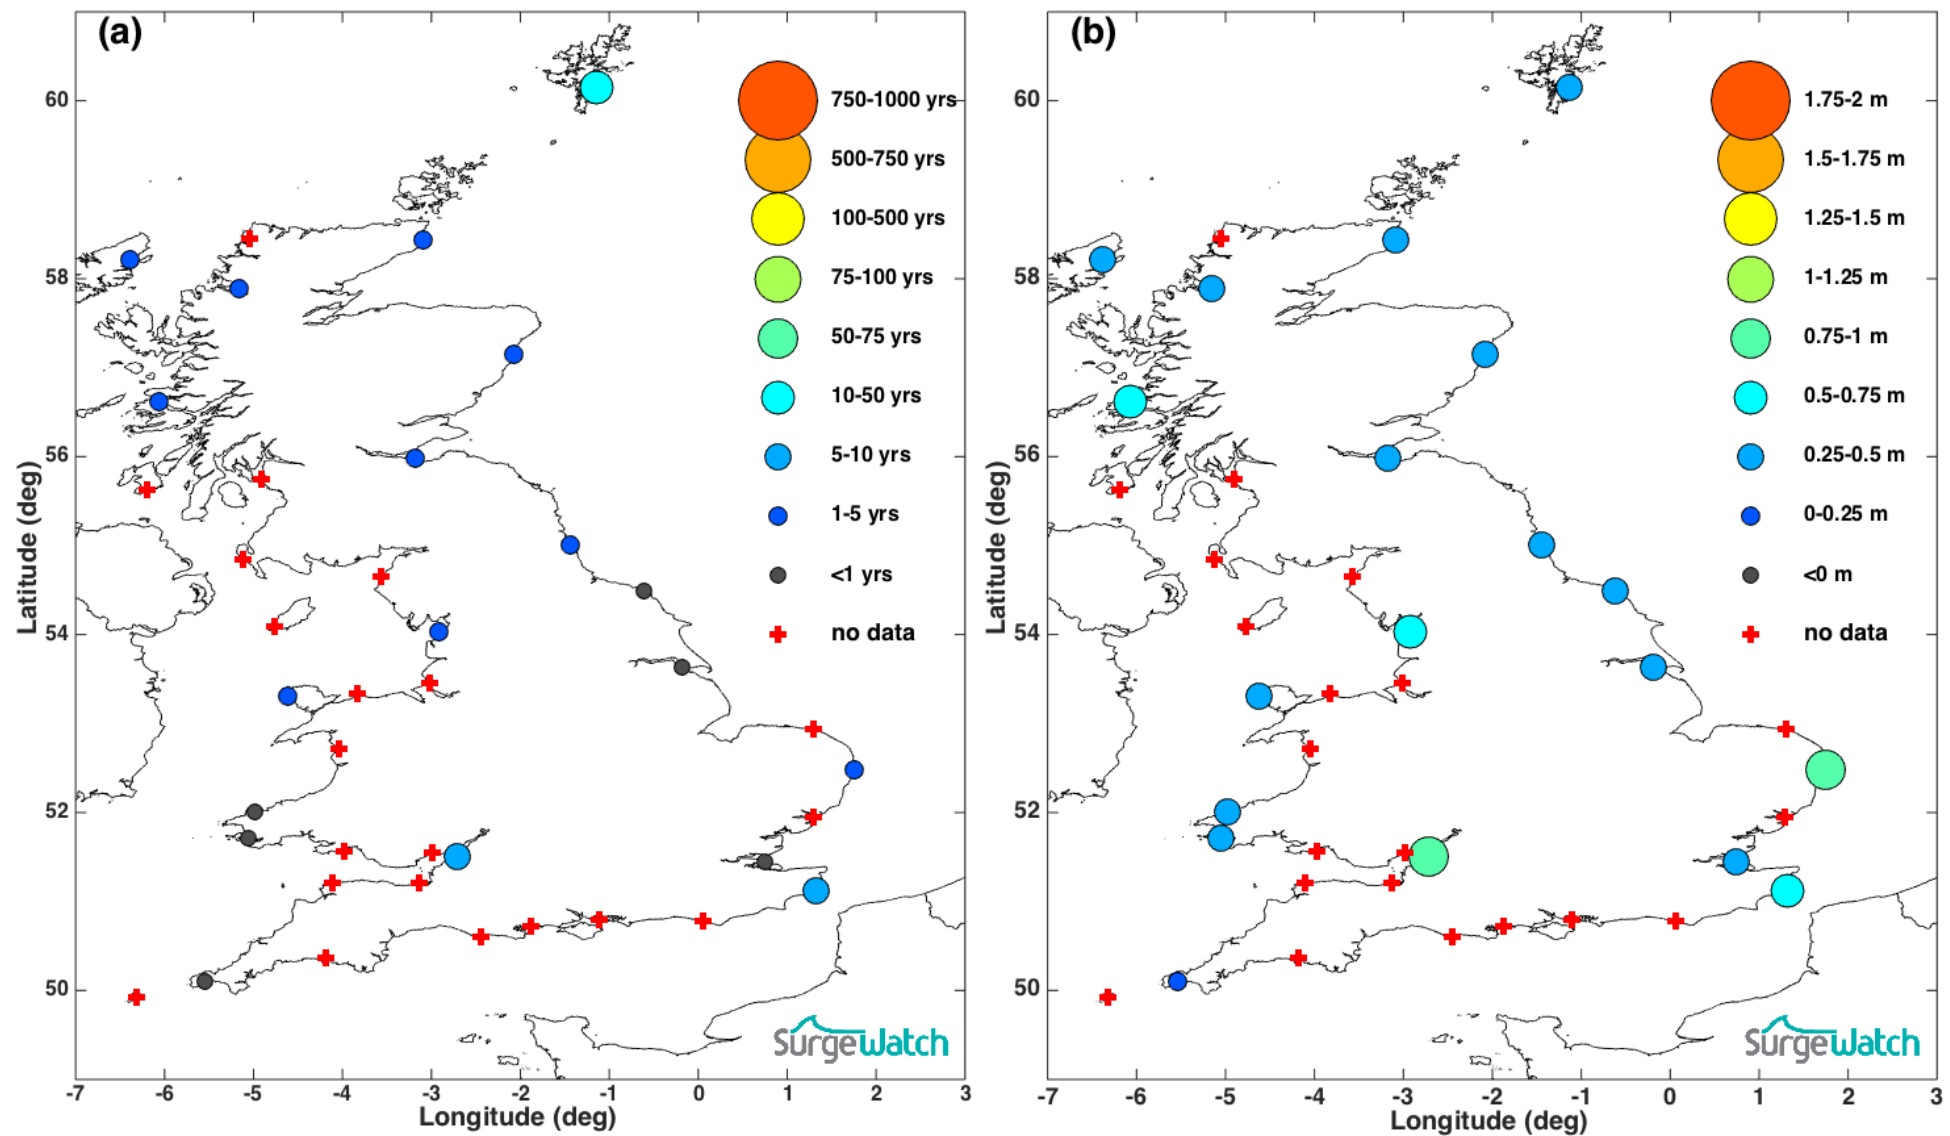 (a)
60
58
56
54
52
50
Latitude (deg)
750-1000 yrs
500-750 yrs
100-500 yrs
75-100 yrs
50-75 yrs
10-50 yrs
5-10 yrs
1-5 yrs
<1 yrs
no data
SurgeWatch
-7 -6 -5 -4 -3 -2 -1 0 1 2 3
Longitude (deg)
(b)
60
58
56
54
52
50
Latitude (deg)
1.75-2 m
1.5-1.75 m
1.25-1.5 m
1-1.25 m
0.75-1 m
0.5-0.75 m
0.25-0.5 m
0-0.25 m
<0 m
no data
SurgeWatch
-7 -6 -5 -4 -3 -2 -1 0 1 2 3
Longitude (deg)